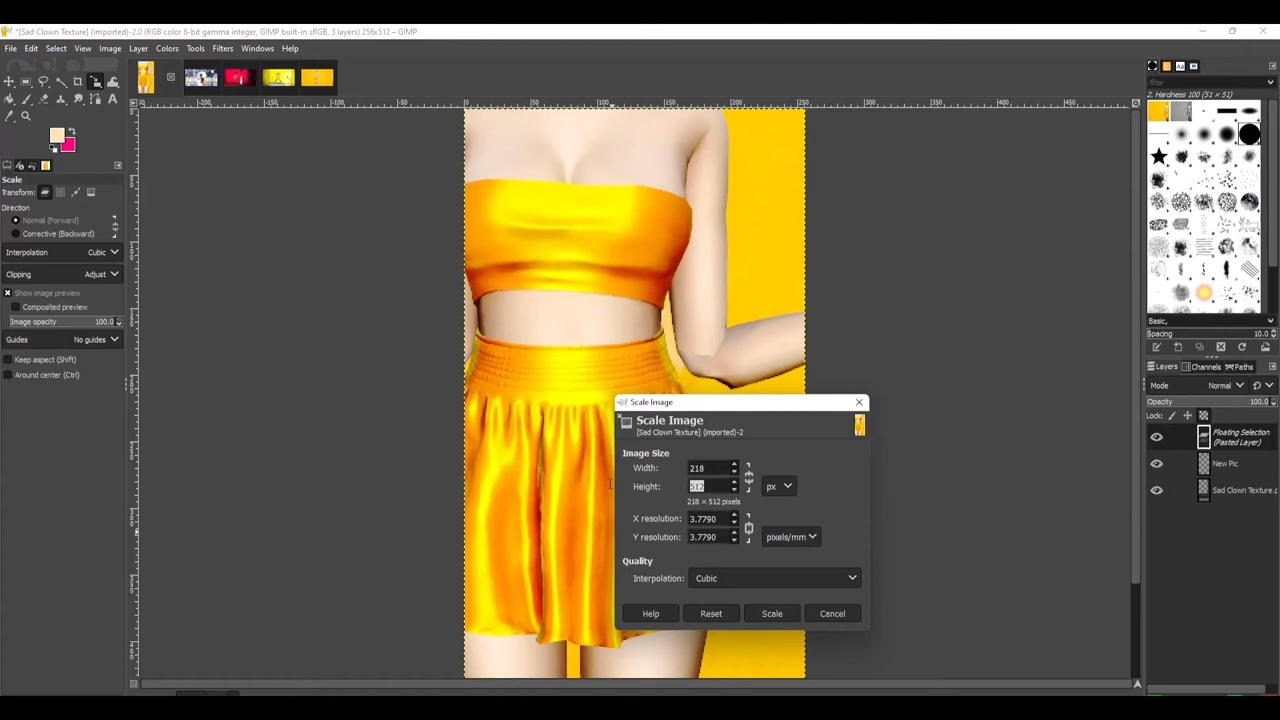 *[Sad Clown Texture] (imported)-2.0 (RGB color 8-bit gamma integer, GIMP built-in sRGB, 3 layers) 256x512 – GIMP
File Edit Select View Image Layer Colors Tools Filters Windows Help
filter
2. Hardness 100 (51 × 51)
Scale
Transform:
Direction
Normal (Forward)
Corrective (Backward)
Interpolation Cubic
Clipping Adjust
Show image preview
Composited preview
Image opacity 100.0
Guides No guides
Keep aspect (Shift)
Around center (Ctrl)
Scale Image
Scale Image
[Sad Clown Texture] (imported)-2
Image Size
Width: 218
Height: 512
px
218 × 512 pixels
X resolution: 3.7790
Y resolution: 3.7790
pixels/mm
Quality
Interpolation: Cubic
Help Reset Scale Cancel
Basic,
Spacing 10.0
Layers Channels Paths
Mode Normal
Opacity 100.0
Lock:
Floating Selection
(Pasted Layer)
New Pic
Sad Clown Texture.p